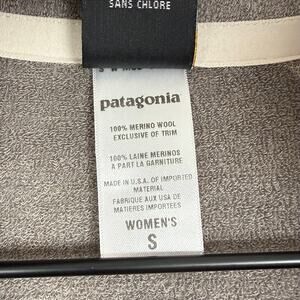 SANS CHLORE
patagonia
100% MERINO WOOL
EXCLUSIVE OF TRIM
100% LAINE MERINOS
A PART LA GARNITURE
MADE IN U.S.A. OF IMPORTED
MATERIAL
FABRIQUE AUX USA DE
MATIERES IMPORTEES
WOMEN'S
S